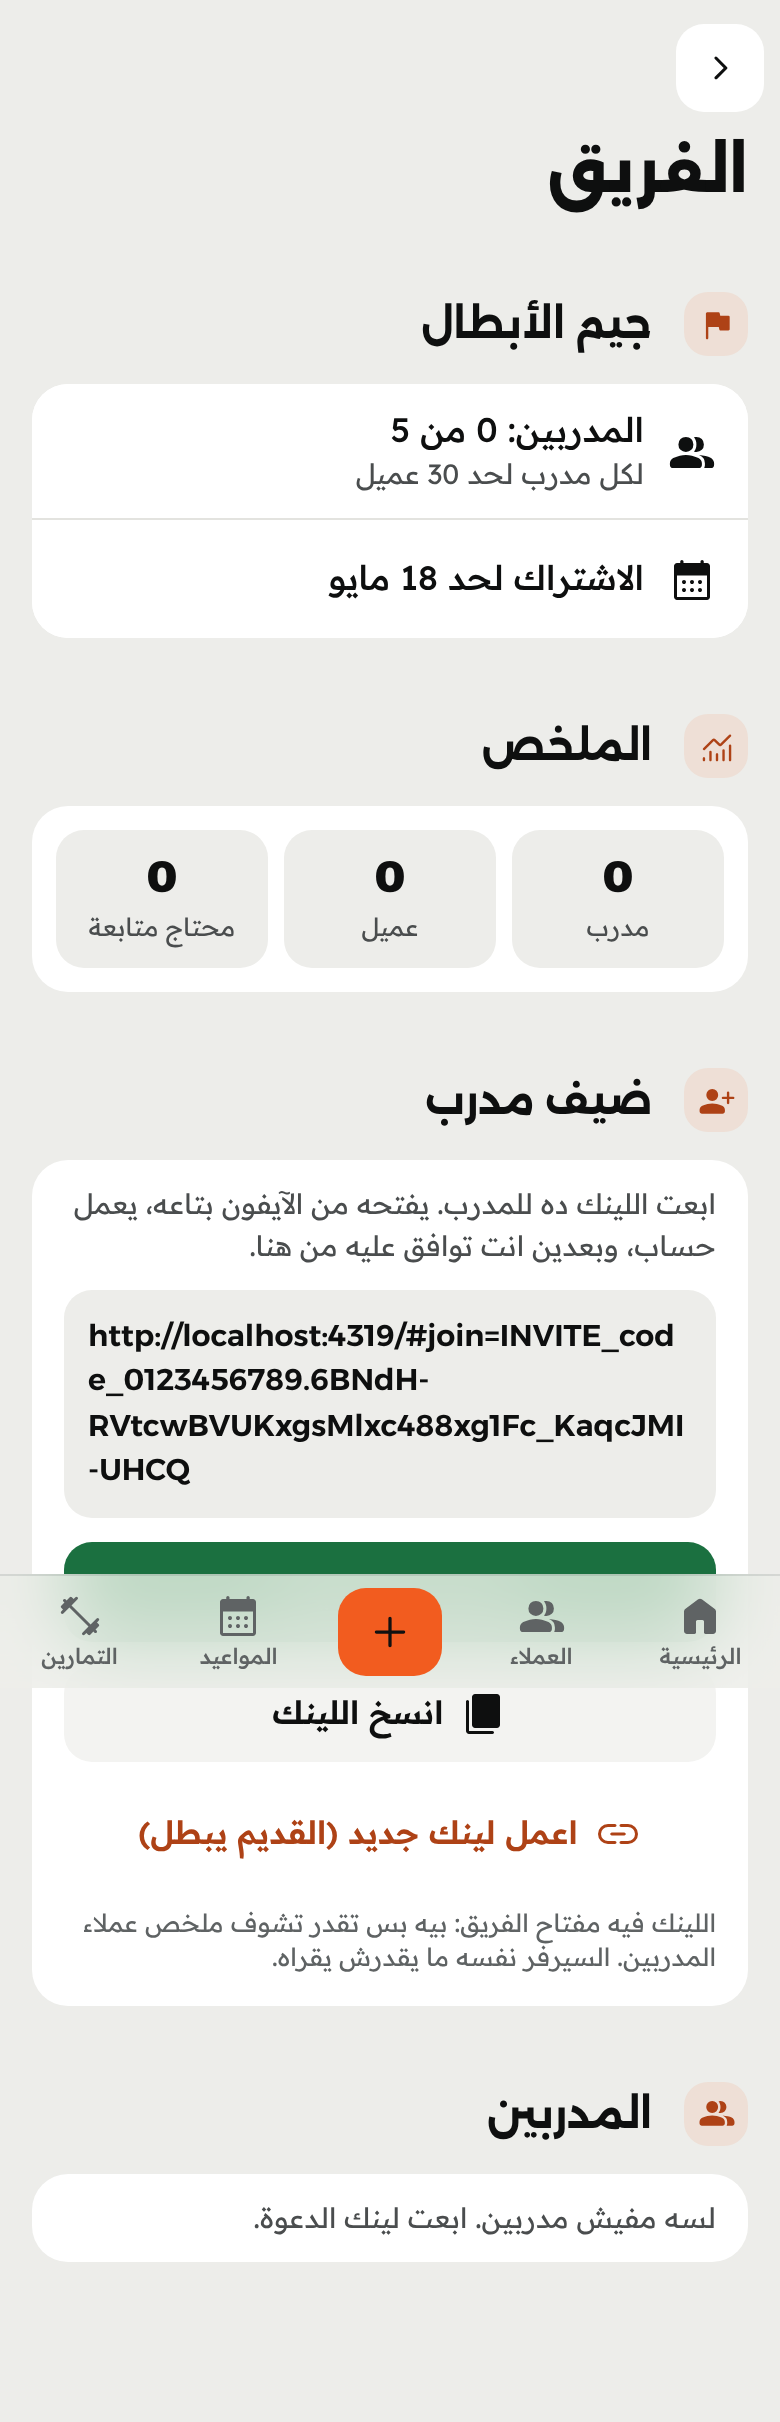 الفريق
جيم الأبطال
المدربين: 0 من 5
لكل مدرب لحد 30 عميل
الاشتراك لحد 18 مايو
الملخص
0
مدرب
0
عميل
0
محتاج متابعة
ضيف مدرب
ابعت اللينك ده للمدرب. يفتحه من الآيفون بتاعه، يعمل
حساب، وبعدين انت توافق عليه من هنا.
http://localhost:4319/#join=INVITE_cod
e_0123456789.6BNdH-
RVtcwBVUKxgsMlxc488xg1Fc_KaqcJMI
-UHCQ
الرئيسية
العملاء
المواعيد
التمارين
انسخ اللينك
اعمل لينك جديد (القديم يبطل)
اللينك فيه مفتاح الفريق: بيه بس تقدر تشوف ملخص عملاء
المدربين. السيرفر نفسه ما يقدرش يقراه.
المدربين
لسه مفيش مدربين. ابعت لينك الدعوة.